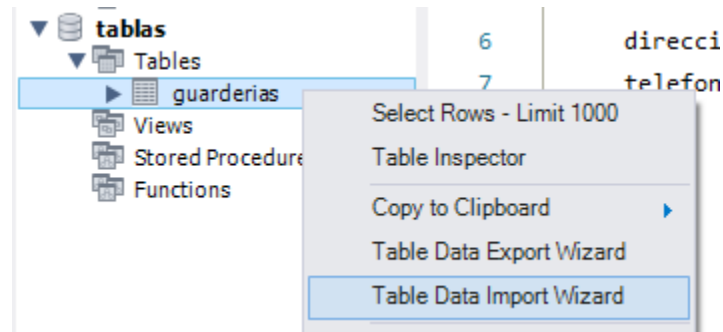 tablas
Tables
guarderias
Views
Stored Procedure
Functions
6 direcci
7 telefon
Select Rows - Limit 1000
Table Inspector
Copy to Clipboard
Table Data Export Wizard
Table Data Import Wizard